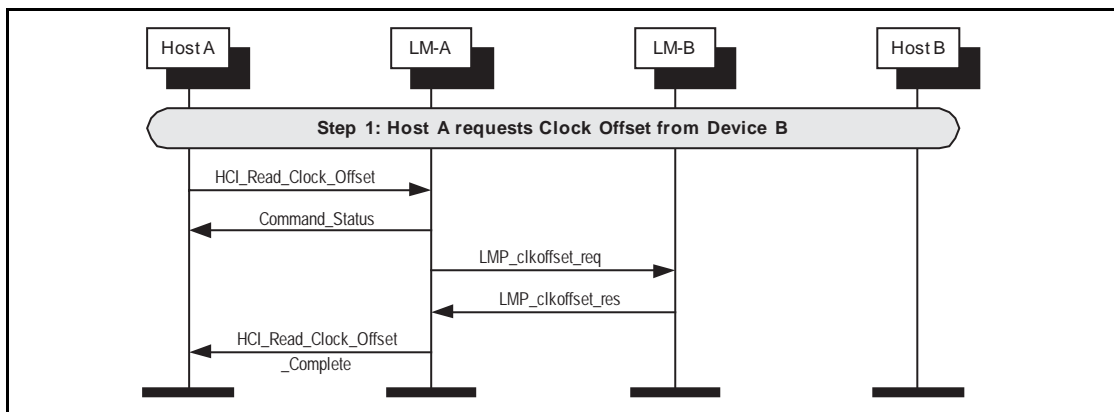 Host A
LM-A
LM-B
Host B
Step 1: Host A requests Clock Offset from Device B
HCI_Read_Clock_Offset
Command_Status
LMP_clkoffset_req
LMP_clkoffset_res
HCI_Read_Clock_Offset
_Complete